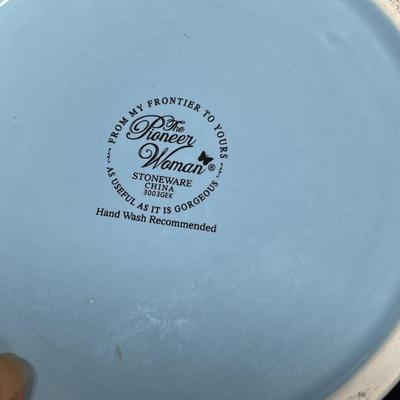 FROM MY FRONTIER TO YOURS
The
Pioneer
Woman®
STONEWARE
CHINA
3003GEK
AS USEFUL AS IT IS GORGEOUS
Hand Wash Recommended